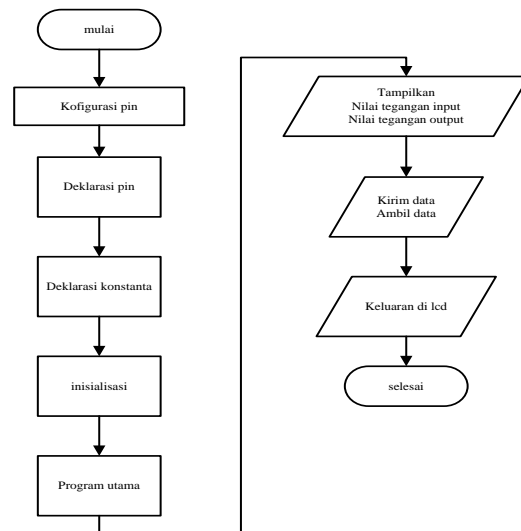 mulai
Kofigurasi pin
Deklarasi pin
Deklarasi konstanta
inisialisasi
Program utama
Tampilkan
Nilai tegangan input
Nilai tegangan output
Kirim data
Ambil data
Keluaran di lcd
selesai